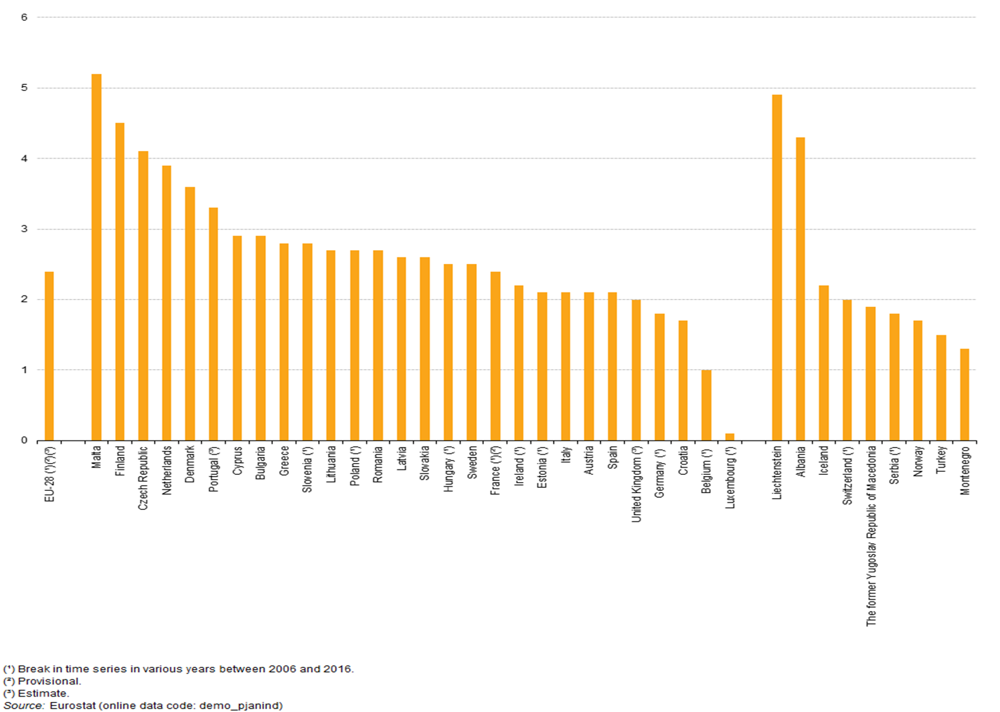 6
5
4
3
2
1
0
EU-28 (¹)(²)(³)
Malta
Finland
Czech Republic
Netherlands
Denmark
Portugal (³)
Cyprus
Bulgaria
Greece
Slovenia (¹)
Lithuania
Poland (¹)
Romania
Latvia
Slovakia
Hungary (¹)
Sweden
France (¹)(²)
Ireland (¹)
Estonia (¹)
Italy
Austria
Spain
United Kingdom (³)
Germany (¹)
Croatia
Belgium (¹)
Luxembourg (¹)
Liechtenstein
Albania
Iceland
Switzerland (¹)
The former Yugoslav Republic of Macedonia
Serbia (¹)
Norway
Turkey
Montenegro
(¹) Break in time series in various years between 2006 and 2016.
(²) Provisional.
(³) Estimate.
Source: Eurostat (online data code: demo_pjanind)